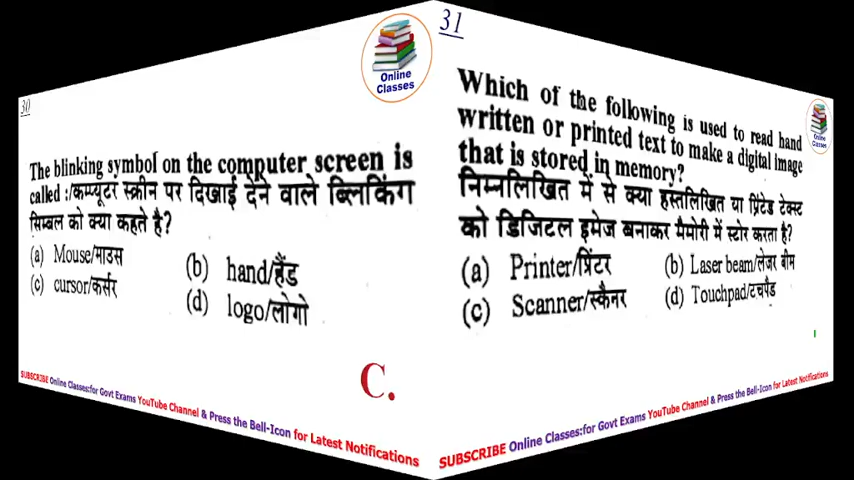 30
Online
Classes
The blinking symbol on the computer screen is
called :/कम्प्यूटर स्क्रीन पर दिखाई देने वाले ब्लिकिंग
सिम्बल को क्या कहते है?
(a) Mouse/माउस
(b) hand/हैंड
(c) cursor/कर्सर
(d) logo/लोगो
C.
SUBSCRIBE Online Classes:for Govt Exams YouTube Channel & Press the Bell-Icon for Latest Notifications
31
Online
Classes
Which of the following is used to read hand
written or printed text to make a digital image
that is stored in memory?
निम्नलिखित में से क्या हस्तलिखित या प्रिंटेड टेक्स्ट
को डिजिटल इमेज बनाकर मैमोरी में स्टोर करता है?
(a) Printer/प्रिंटर
(b) Laser beam/लेजर बीम
(c) Scanner/स्कैनर
(d) Touchpad/टचपैड
SUBSCRIBE Online Classes:for Govt Exams YouTube Channel & Press the Bell-Icon for Latest Notifications